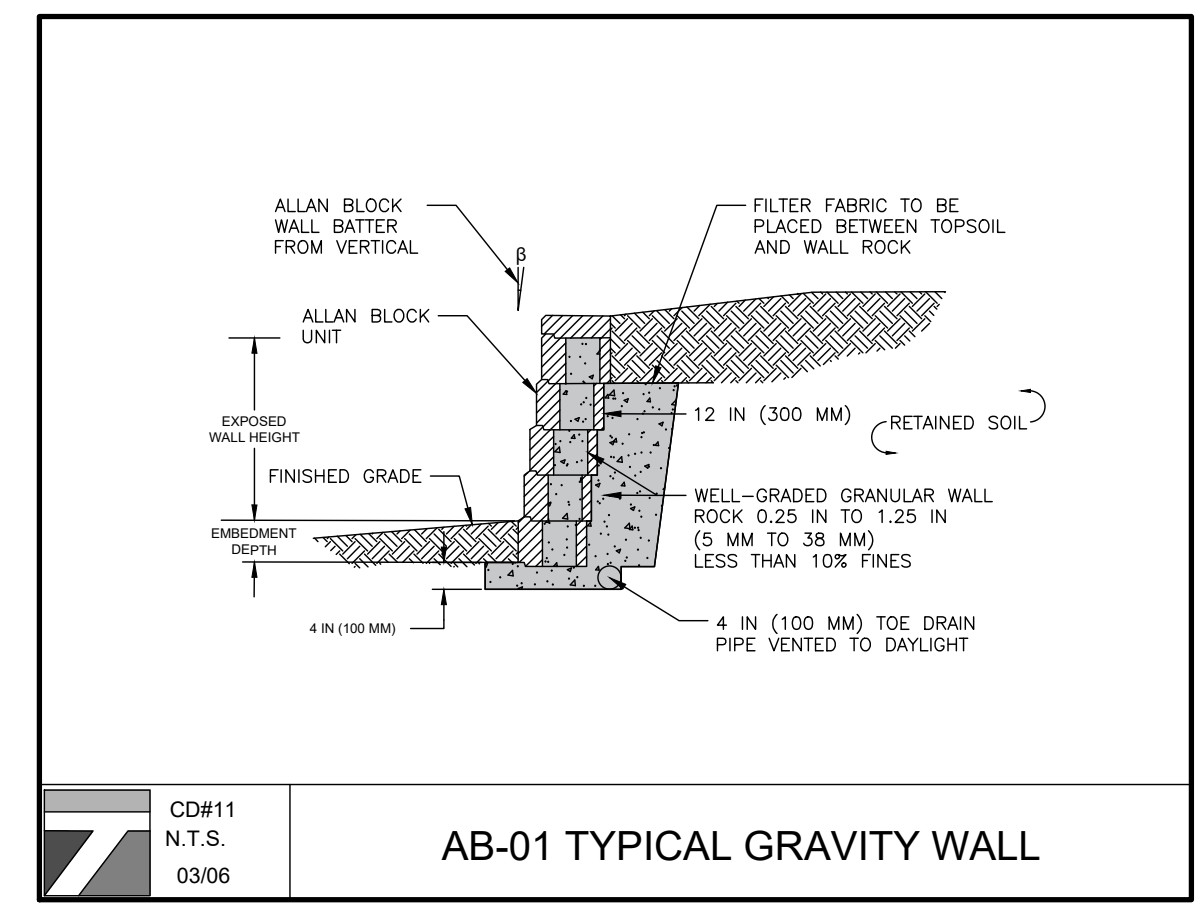 ALLAN BLOCK
WALL BATTER
FROM VERTICAL
β
FILTER FABRIC TO BE
PLACED BETWEEN TOPSOIL
AND WALL ROCK
ALLAN BLOCK
UNIT
12 IN (300 MM)
RETAINED SOIL
EXPOSED
WALL HEIGHT
FINISHED GRADE
WELL-GRADED GRANULAR WALL
ROCK 0.25 IN TO 1.25 IN
(5 MM TO 38 MM)
LESS THAN 10% FINES
EMBEDMENT
DEPTH
4 IN (100 MM)
4 IN (100 MM) TOE DRAIN
PIPE VENTED TO DAYLIGHT
CD#11
N.T.S.
03/06
AB-01 TYPICAL GRAVITY WALL